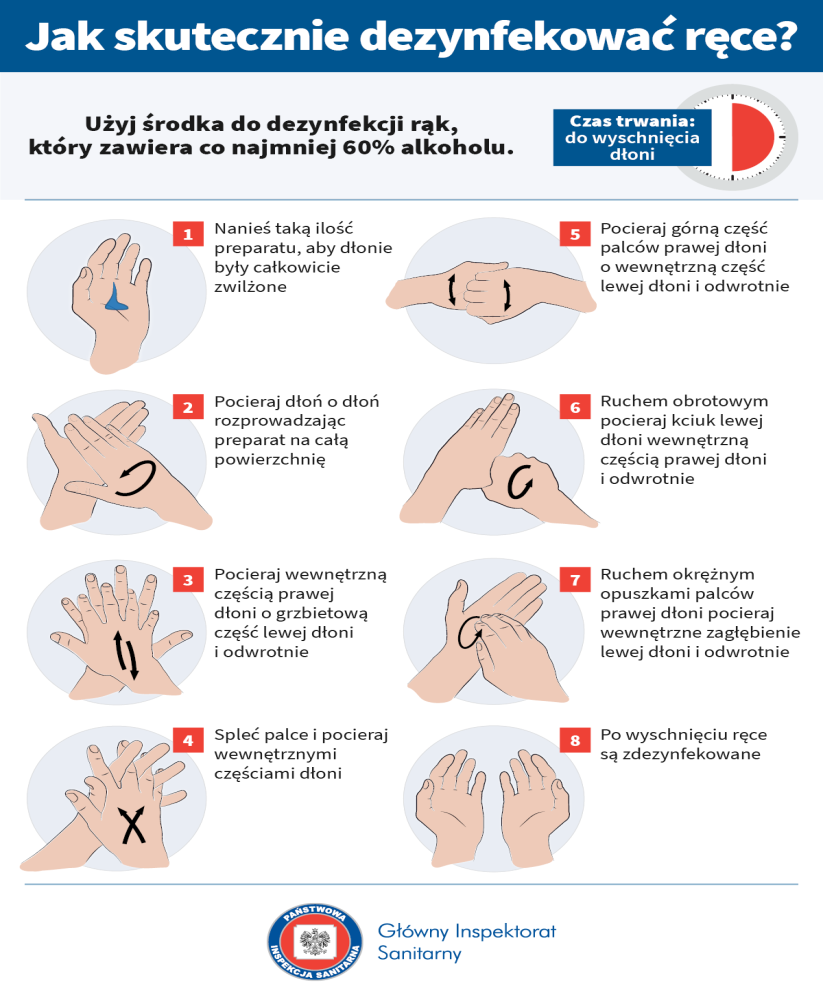 Jak skutecznie dezynfekować ręce?
Użyj środka do dezynfekcji rąk,
który zawiera co najmniej 60% alkoholu.
Czas trwania:
do wyschnięcia
dłoni
1
Nanieś taką ilość
preparatu, aby dłonie
były całkowicie
zwilżone
2
Pocieraj dłoń o dłoń
rozprowadzając
preparat na całą
powierzchnię
3
Pocieraj wewnętrzną
częścią prawej
dłoni o grzbietową
część lewej dłoni
i odwrotnie
4
Spleć palce i pocieraj
wewnętrznymi
częściami dłoni
5
Pocieraj górną część
palców prawej dłoni
o wewnętrzną część
lewej dłoni i odwrotnie
6
Ruchem obrotowym
pocieraj kciuk lewej
dłoni wewnętrzną
częścią prawej dłoni
i odwrotnie
7
Ruchem okrężnym
opuszkami palców
prawej dłoni pocieraj
wewnętrzne zagłębienie
lewej dłoni i odwrotnie
8
Po wyschnięciu ręce
są zdezynfekowane
PAŃSTWOWA
INSPEKCJA SANITARNA
Główny Inspektorat
Sanitarny